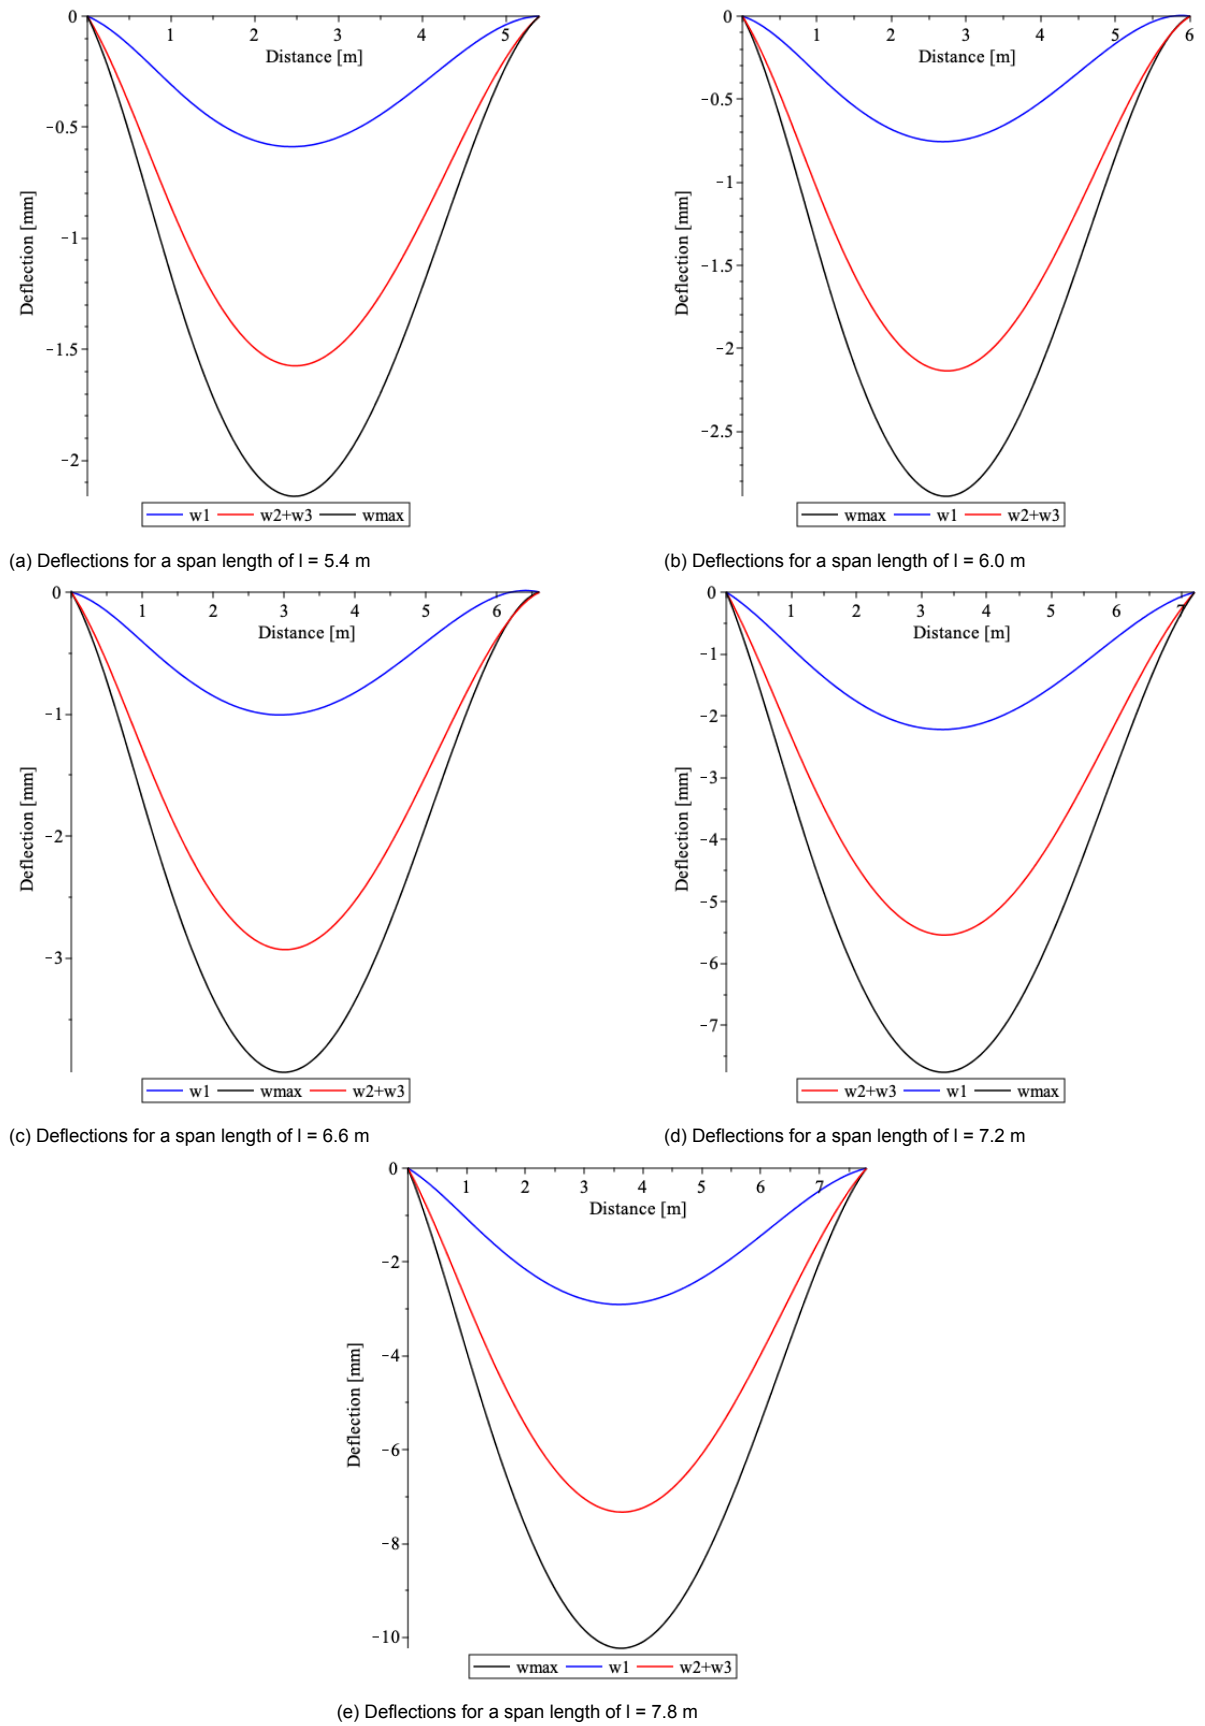 0
1 2 3 4 5
Distance [m]
−0.5
−1
−1.5
−2
Deflection [mm]
w1 w2+w3 wmax
(a) Deflections for a span length of l = 5.4 m
0
1 2 3 4 5 6
Distance [m]
−0.5
−1
−1.5
−2
−2.5
Deflection [mm]
wmax w1 w2+w3
(b) Deflections for a span length of l = 6.0 m
0
1 2 3 4 5 6
Distance [m]
−1
−2
−3
Deflection [mm]
w1 wmax w2+w3
(c) Deflections for a span length of l = 6.6 m
0
1 2 3 4 5 6 7
Distance [m]
−1
−2
−3
−4
−5
−6
−7
Deflection [mm]
w2+w3 w1 wmax
(d) Deflections for a span length of l = 7.2 m
0
1 2 3 4 5 6 7
Distance [m]
−2
−4
−6
−8
−10
Deflection [mm]
wmax w1 w2+w3
(e) Deflections for a span length of l = 7.8 m